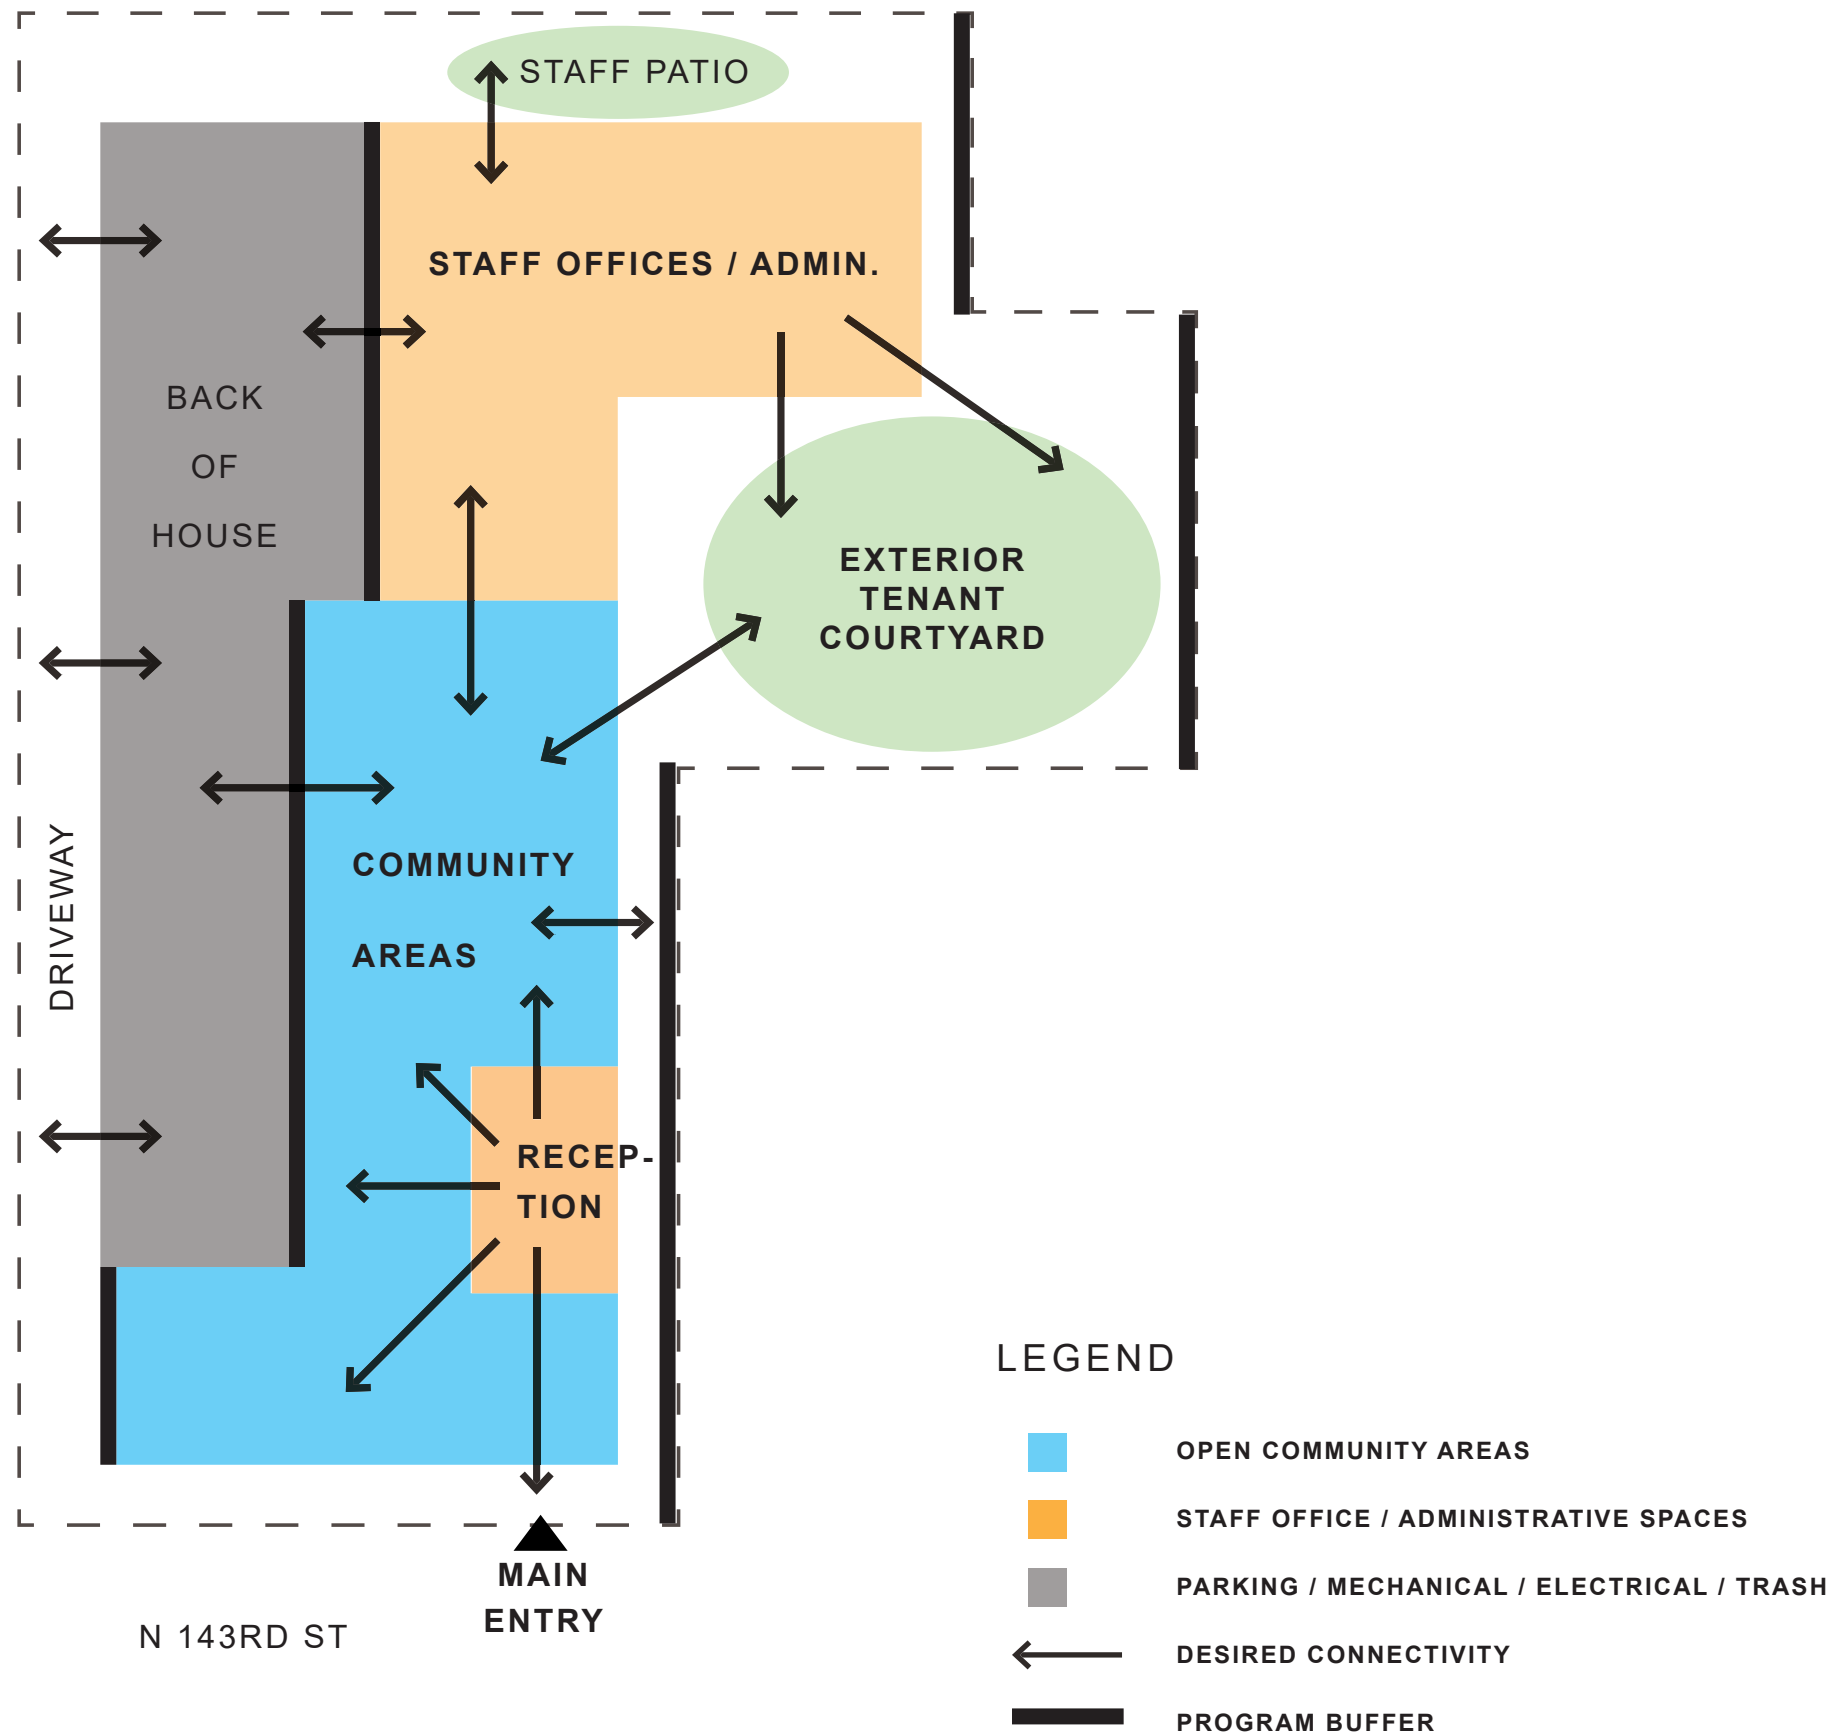 STAFF PATIO
STAFF OFFICES / ADMIN.
BACK
OF
HOUSE
EXTERIOR
TENANT
COURTYARD
DRIVEWAY
COMMUNITY
AREAS
RECEP-
TION
MAIN
ENTRY
N 143RD ST
LEGEND
OPEN COMMUNITY AREAS
STAFF OFFICE / ADMINISTRATIVE SPACES
PARKING / MECHANICAL / ELECTRICAL / TRASH
DESIRED CONNECTIVITY
PROGRAM BUFFER